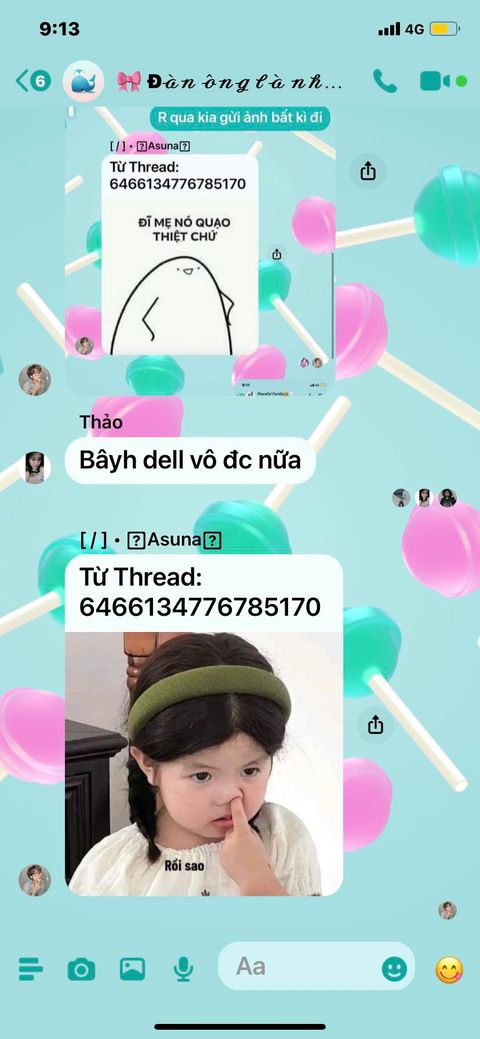 9:13
4G
6
🎀 Đ𝓪̀𝓷 𝓸̂𝓷𝓰 𝓵𝓪̀ 𝓷𝓱...
R qua kia gửi ảnh bất kì đi
[ / ] • ⍰Asuna⍰
Từ Thread:
6466134776785170
ĐĨ MẸ NÓ QUẠO
THIỆT CHỨ
Thảo
Bâyh dell vô đc nữa
[ / ] • ⍰Asuna⍰
Từ Thread:
6466134776785170
Rồi sao
Aa